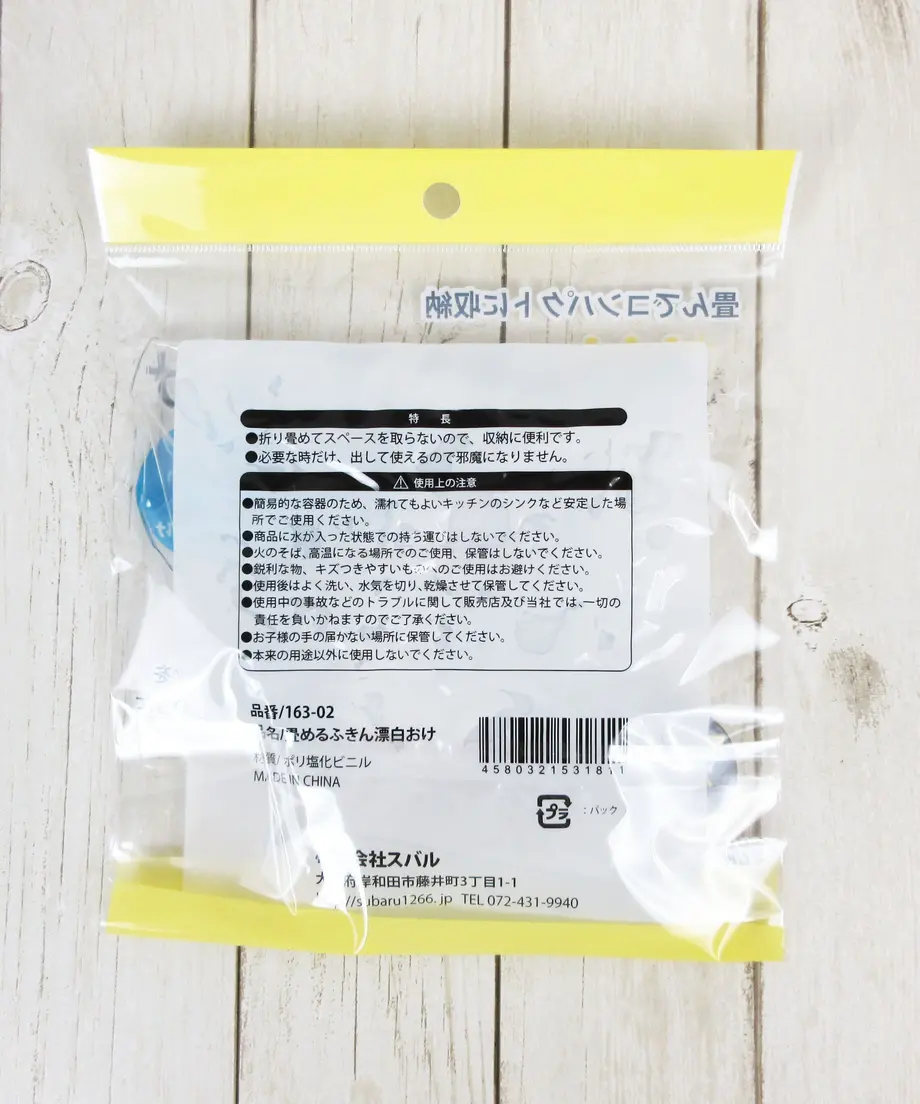 畳んでコンパクトに収納
特 長
●折り畳めてスペースを取らないので、収納に便利です。
●必要な時だけ、出して使えるので邪魔になりません。
⚠ 使用上の注意
●簡易的な容器のため、濡れてもよいキッチンのシンクなど安定した場
所でご使用ください。
●商品に水が入った状態での持ち運びはしないでください。
●火のそば、高温になる場所でのご使用、保管はしないでください。
●鋭利な物、キズつきやすいものへのご使用はお避けください。
●使用後はよく洗い、水気を切り、乾燥させて保管してください。
●使用中の事故などのトラブルに関して販売店及び当社では、一切の
責任を負いかねますのでご了承ください。
●お子様の手の届かない場所に保管してください。
●本来の用途以外に使用しないでください。
品番/163-02
品名/畳めるふきん漂白おけ
材質/ポリ塩化ビニル
MADE IN CHINA
4580321531811
プラ
：パック
会社スバル
大阪府岸和田市藤井町3丁目1-1
http://subaru1266.jp TEL 072-431-9940